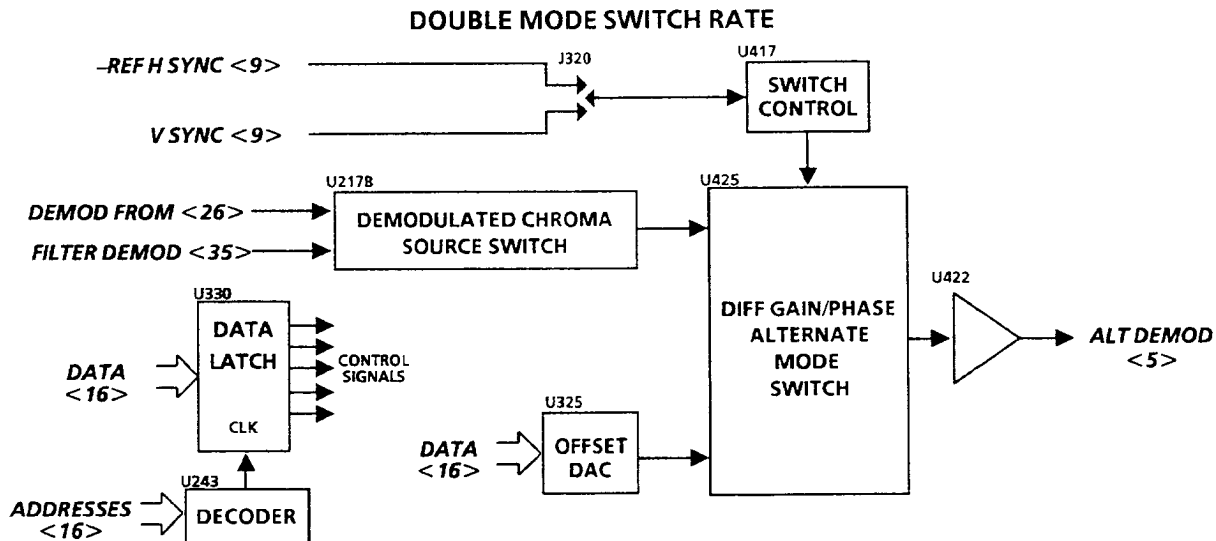 DOUBLE MODE SWITCH RATE
–REF H SYNC <9>
J320
U417
SWITCH
CONTROL
V SYNC <9>
U217B
U425
DEMOD FROM <26>
DEMODULATED CHROMA
SOURCE SWITCH
FILTER DEMOD <35>
U330
DATA
LATCH
CONTROL
SIGNALS
DATA
<16>
CLK
DIFF GAIN/PHASE
ALTERNATE
MODE
SWITCH
U422
ALT DEMOD
<5>
U325
DATA
<16>
OFFSET
DAC
U243
ADDRESSES
<16>
DECODER